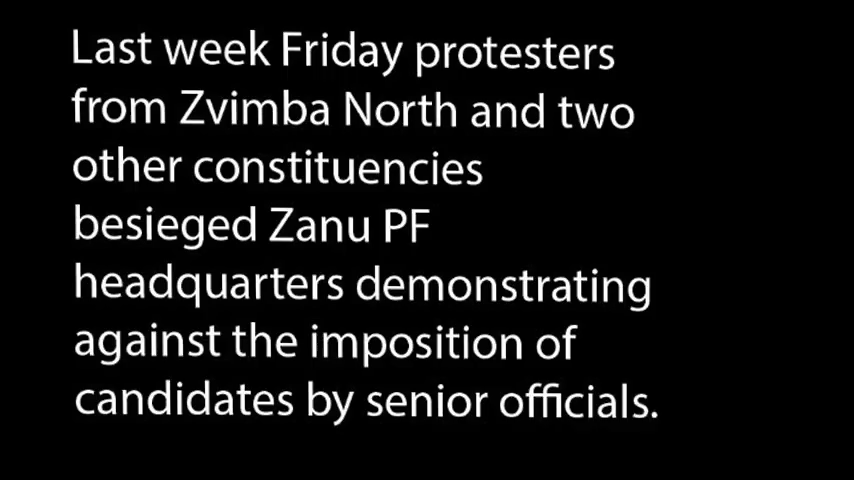 Last week Friday protesters
from Zvimba North and two
other constituencies
besieged Zanu PF
headquarters demonstrating
against the imposition of
candidates by senior officials.